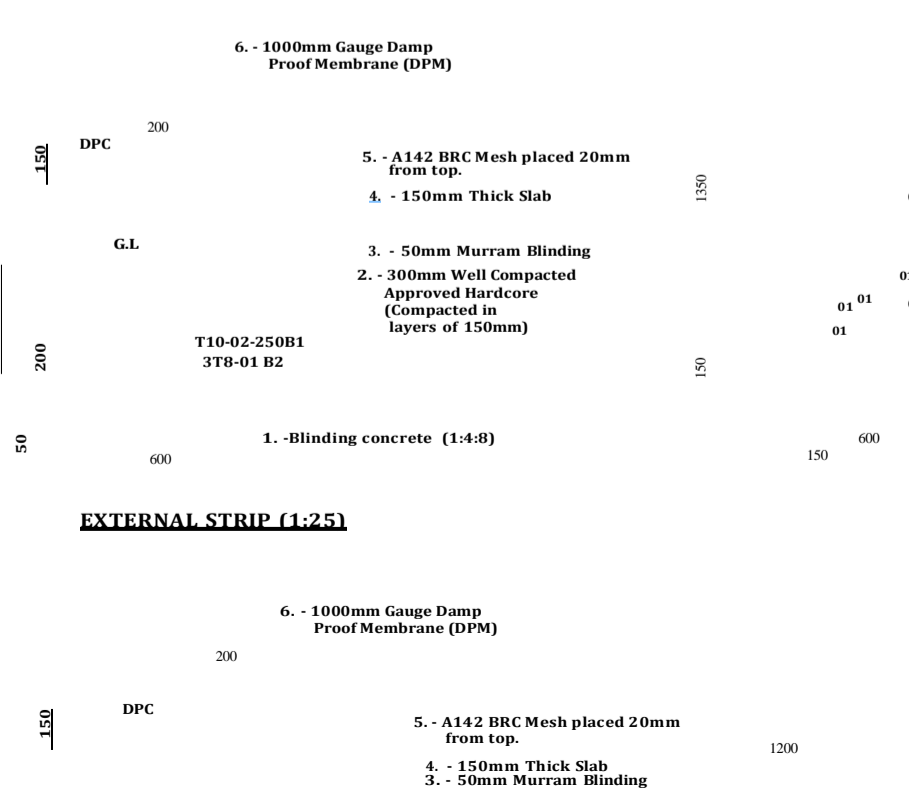 6. - 1000mm Gauge Damp
Proof Membrane (DPM)
200
DPC
150
5. - A142 BRC Mesh placed 20mm
from top.
4. - 150mm Thick Slab
1350
G.L
3. - 50mm Murram Blinding
2. - 300mm Well Compacted
Approved Hardcore
(Compacted in
layers of 150mm)
01 01
01
T10-02-250B1
3T8-01 B2
200
150
50
1. -Blinding concrete (1:4:8)
600
600
150
EXTERNAL STRIP (1:25)
6. - 1000mm Gauge Damp
Proof Membrane (DPM)
200
DPC
150
5. - A142 BRC Mesh placed 20mm
from top.
1200
4. - 150mm Thick Slab
3. - 50mm Murram Blinding